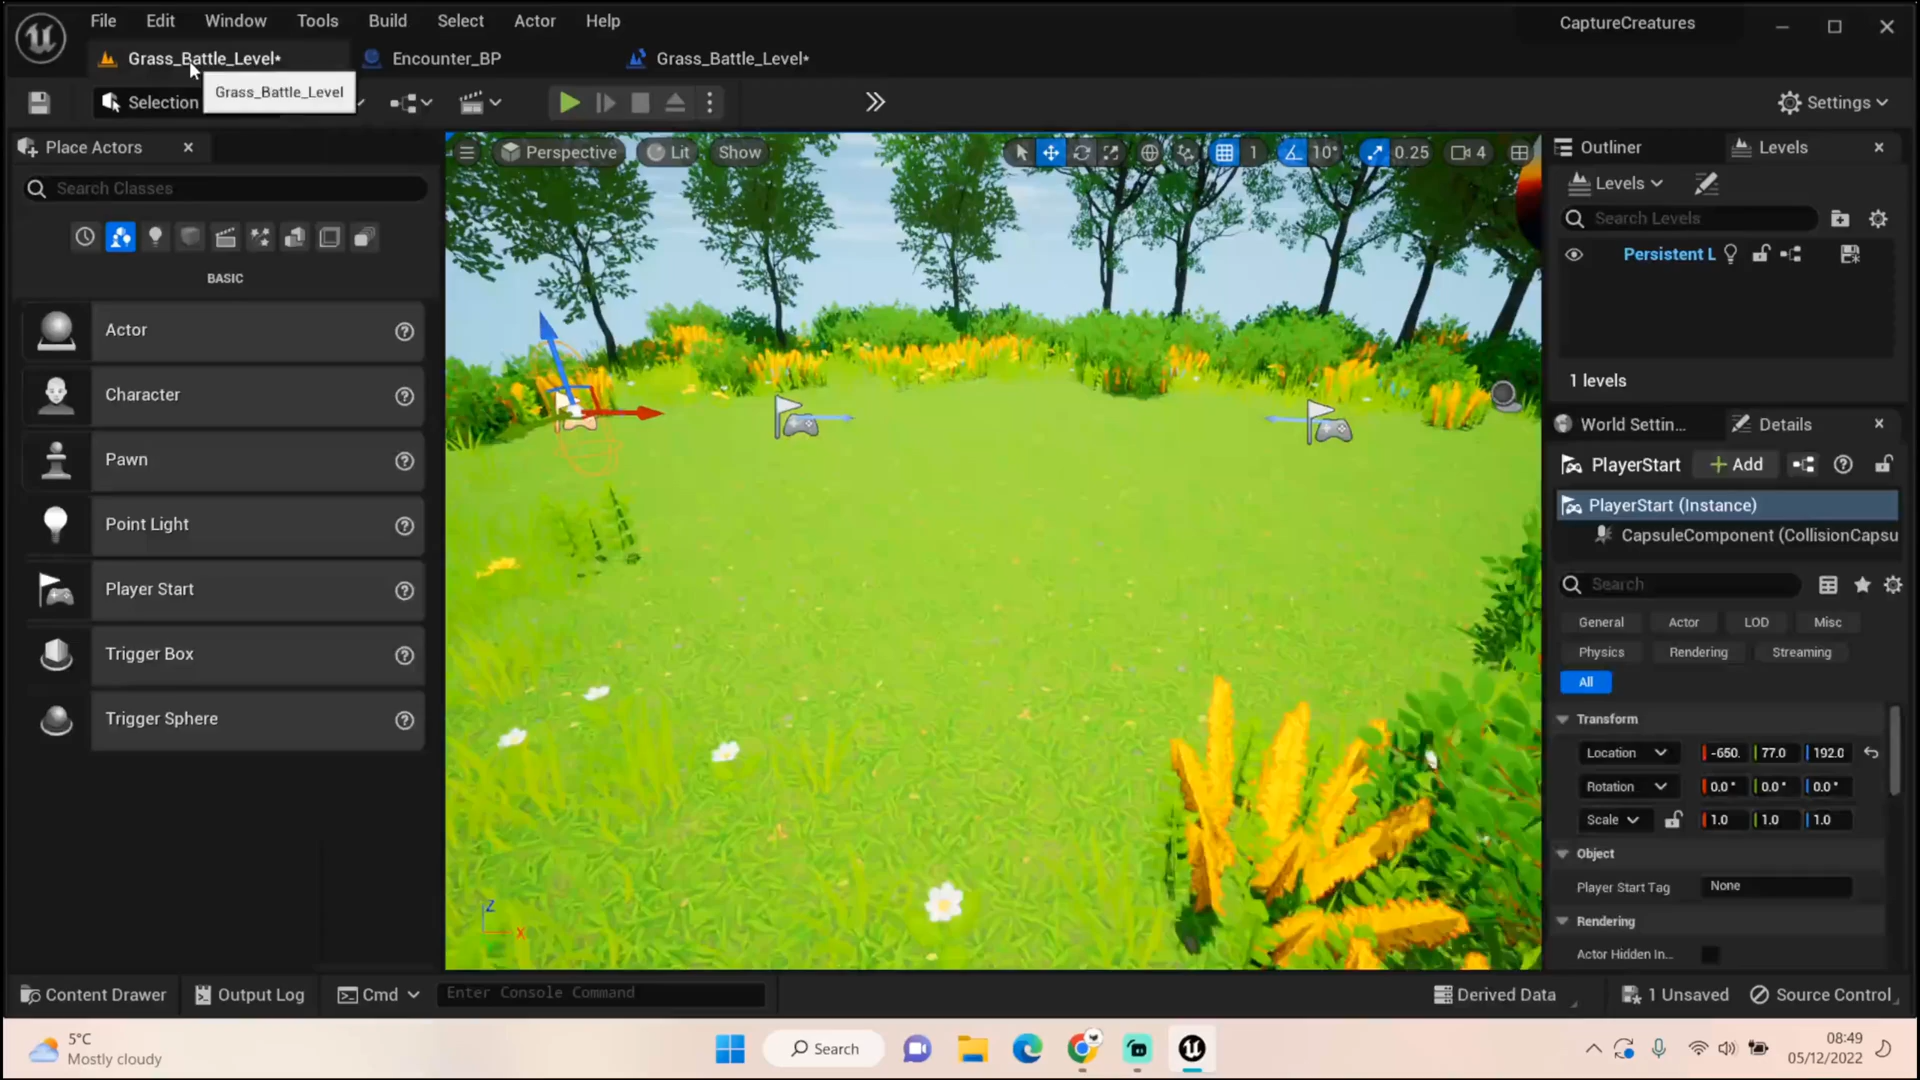 File Edit Window Tools Build Select Actor Help
CaptureCreatures
Grass_Battle_Level*
Encounter_BP
Grass_Battle_Level*
Selection
Grass_Battle_Level
Settings
Place Actors
Perspective
Lit
Show
1
10°
0.25
4
Outliner
Levels
Search Classes
Levels
Search Levels
BASIC
Persistent L
Actor
Character
Pawn
Point Light
Player Start
Trigger Box
Trigger Sphere
1 levels
World Settin...
Details
PlayerStart
+ Add
PlayerStart (Instance)
CapsuleComponent (CollisionCapsu
Search
General
Actor
LOD
Misc
Physics
Rendering
Streaming
All
Transform
Location
-650.
77.0
192.0
Rotation
0.0°
0.0°
0.0°
Scale
1.0
1.0
1.0
Object
Player Start Tag
None
Rendering
Actor Hidden In...
Z
X
Content Drawer
Output Log
Cmd
Enter Console Command
Derived Data
1 Unsaved
Source Control
5°C
Mostly cloudy
Search
08:49
05/12/2022